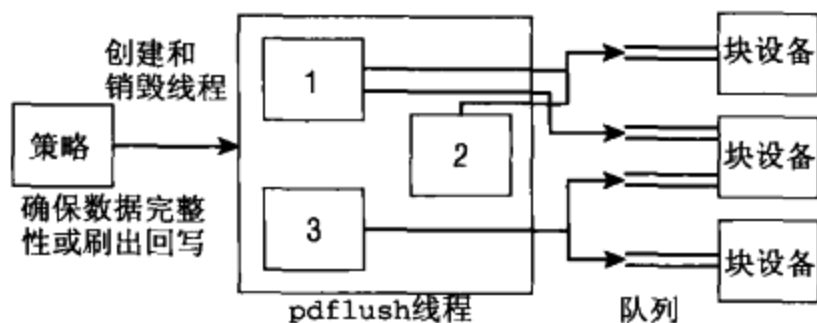 创建和
销毁线程
策略
确保数据完整
性或刷出回写
1
2
3
pdflush线程
队列
块设备
块设备
块设备